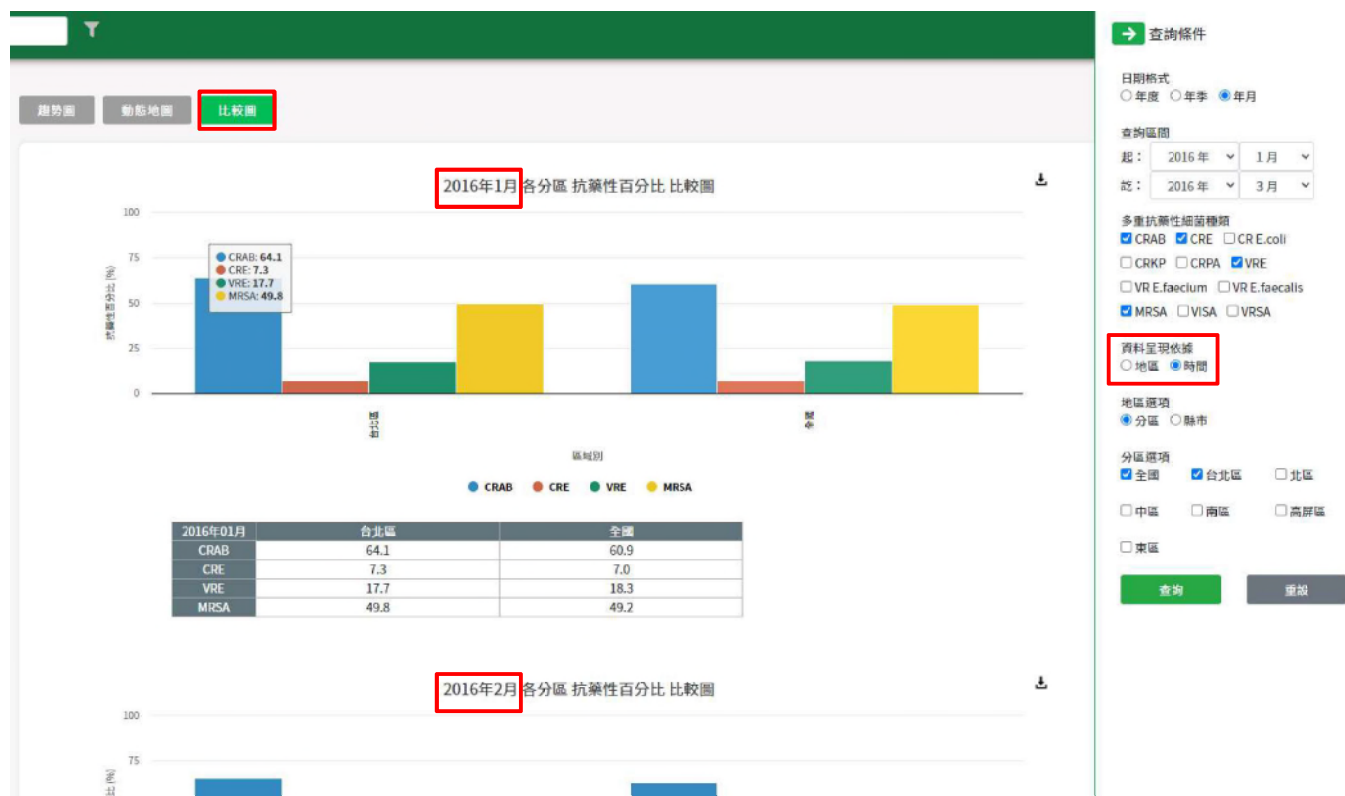 趨勢圖 動態地圖 比較圖
2016年1月 各分區 抗藥性百分比 比較圖
100
75
50
25
0
抗藥性百分比 (%)
CRAB: 64.1
CRE: 7.3
VRE: 17.7
MRSA: 49.8
台北區 全國
區域別
CRAB CRE VRE MRSA
2016年01月 台北區 全國
CRAB 64.1 60.9
CRE 7.3 7.0
VRE 17.7 18.3
MRSA 49.8 49.2
2016年2月 各分區 抗藥性百分比 比較圖
100
75
比 (%)
查詢條件
日期格式
年度 年季 年月
查詢區間
起： 2016 年 1 月
訖： 2016 年 3 月
多重抗藥性細菌種類
CRAB CRE CR E.coli
CRKP CRPA VRE
VR E.faecium VR E.faecalis
MRSA VISA VRSA
資料呈現依據
地區 時間
地區選項
分區 縣市
分區選項
全國 台北區 北區
中區 南區 高屏區
東區
查詢 重設